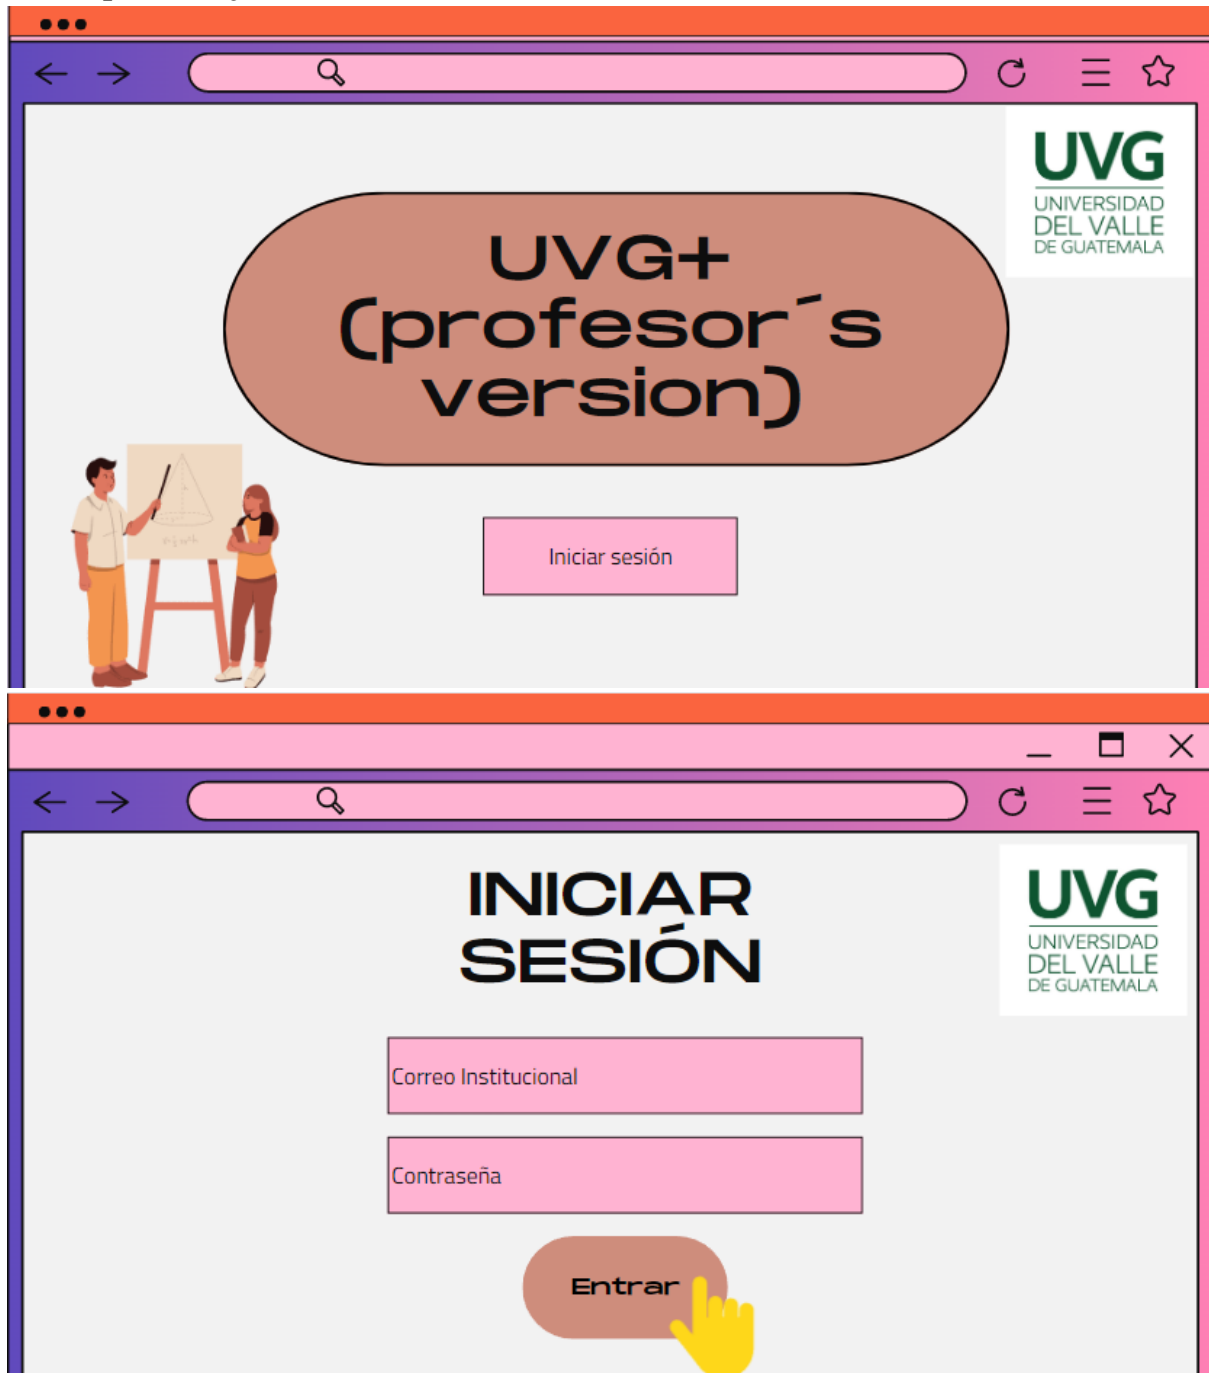 UVG
UNIVERSIDAD
DEL VALLE
DE GUATEMALA
UVG+
(profesor´s
version)
Iniciar sesión
INICIAR
SESIÓN
UVG
UNIVERSIDAD
DEL VALLE
DE GUATEMALA
Correo Institucional
Contraseña
Entrar